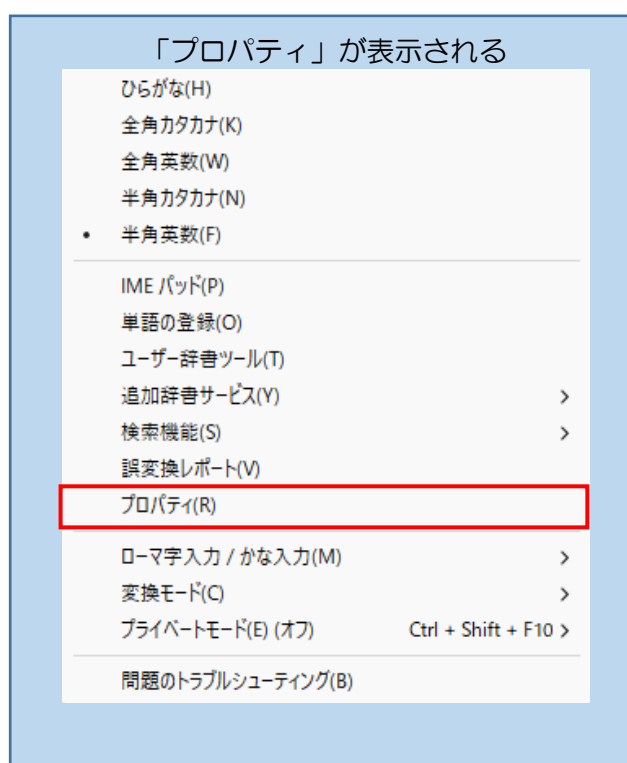 「プロパティ」が表示される
ひらがな(H)
全角カタカナ(K)
全角英数(W)
半角カタカナ(N)
• 半角英数(F)
IME パッド(P)
単語の登録(O)
ユーザー辞書ツール(T)
追加辞書サービス(Y) >
検索機能(S) >
誤変換レポート(V)
プロパティ(R)
ローマ字入力 / かな入力(M) >
変換モード(C) >
プライベートモード(E) (オフ) Ctrl + Shift + F10 >
問題のトラブルシューティング(B)